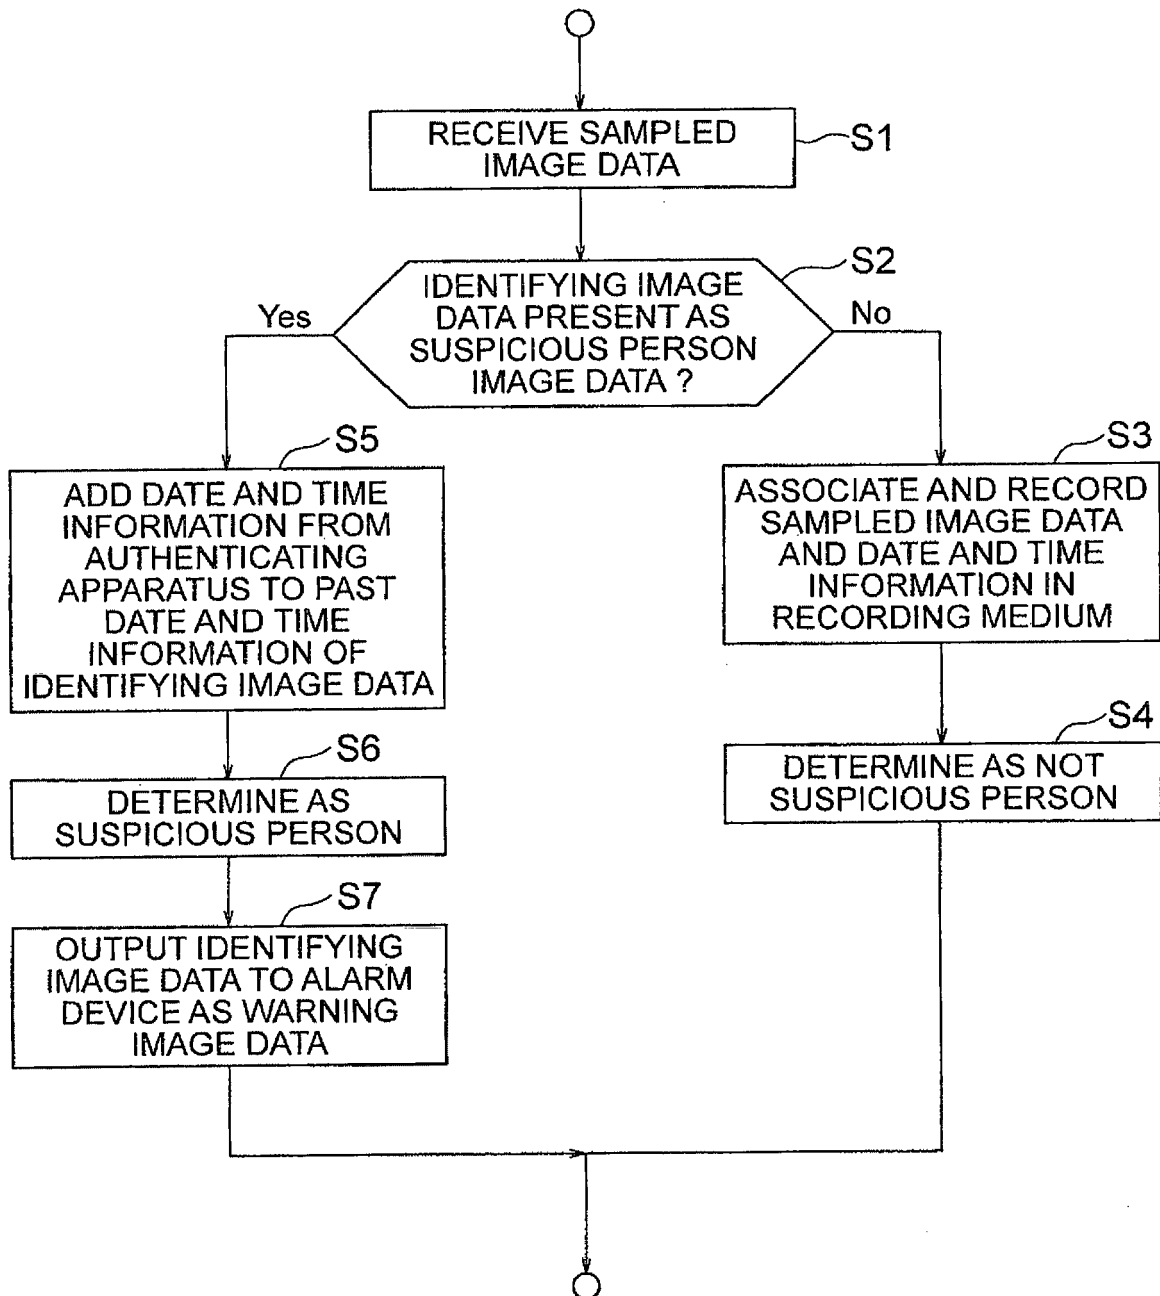 RECEIVE SAMPLED
IMAGE DATA
S1
IDENTIFYING IMAGE
DATA PRESENT AS
SUSPICIOUS PERSON
IMAGE DATA ?
S2
Yes
No
S5
ADD DATE AND TIME
INFORMATION FROM
AUTHENTICATING
APPARATUS TO PAST
DATE AND TIME
INFORMATION OF
IDENTIFYING IMAGE DATA
S6
DETERMINE AS
SUSPICIOUS PERSON
S7
OUTPUT IDENTIFYING
IMAGE DATA TO ALARM
DEVICE AS WARNING
IMAGE DATA
S3
ASSOCIATE AND RECORD
SAMPLED IMAGE DATA
AND DATE AND TIME
INFORMATION IN
RECORDING MEDIUM
S4
DETERMINE AS NOT
SUSPICIOUS PERSON